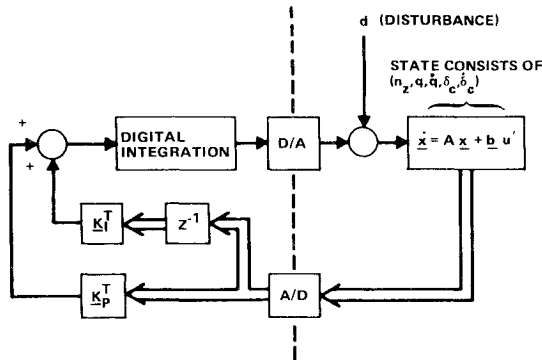 d (DISTURBANCE)
STATE CONSISTS OF
(n_z, q, q̇, δ_c, δ̇_c)
+
+
DIGITAL
INTEGRATION
D/A
ẋ = A x + b u′
K_I^T
Z⁻¹
K_P^T
A/D